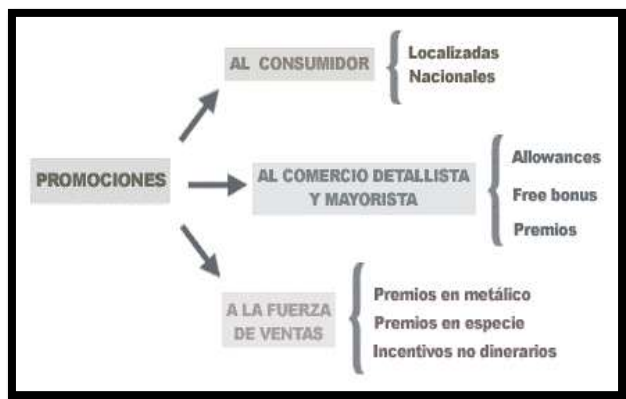 AL CONSUMIDOR
Localizadas
Nacionales
PROMOCIONES
AL COMERCIO DETALLISTA
Y MAYORISTA
Allowances
Free bonus
Premios
A LA FUERZA
DE VENTAS
Premios en metálico
Premios en especie
Incentivos no dinerarios